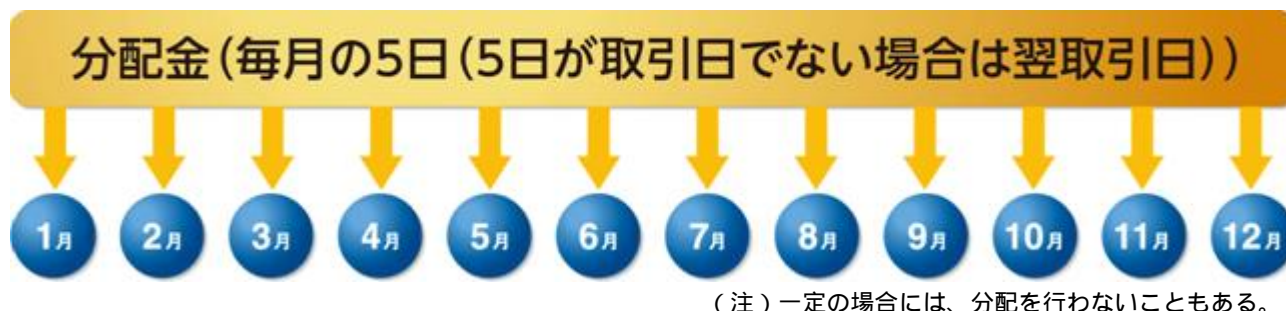 分配金(毎月の5日(5日が取引日でない場合は翌取引日))
1月 2月 3月 4月 5月 6月 7月 8月 9月 10月 11月 12月
(注)一定の場合には、分配を行わないこともある。